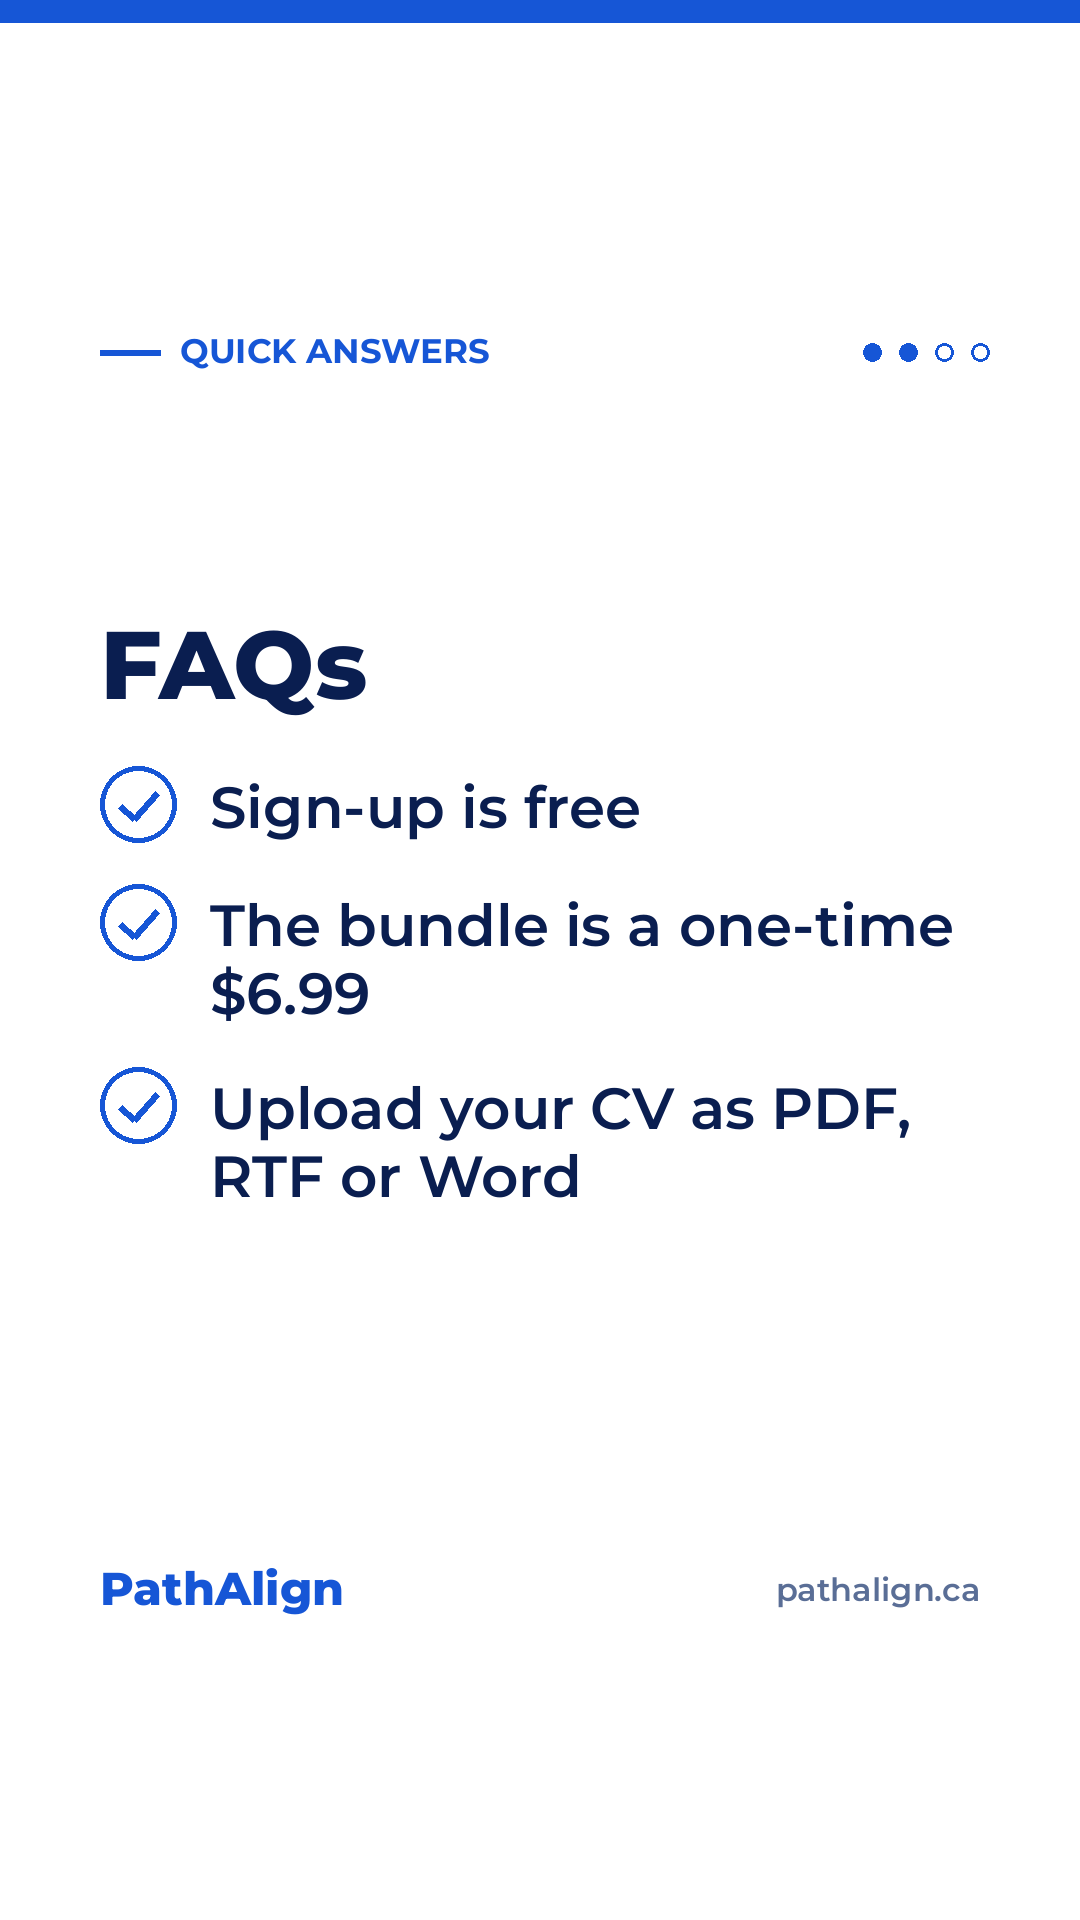 QUICK ANSWERS
FAQs
Sign-up is free
The bundle is a one-time
$6.99
Upload your CV as PDF,
RTF or Word
PathAlign
pathalign.ca